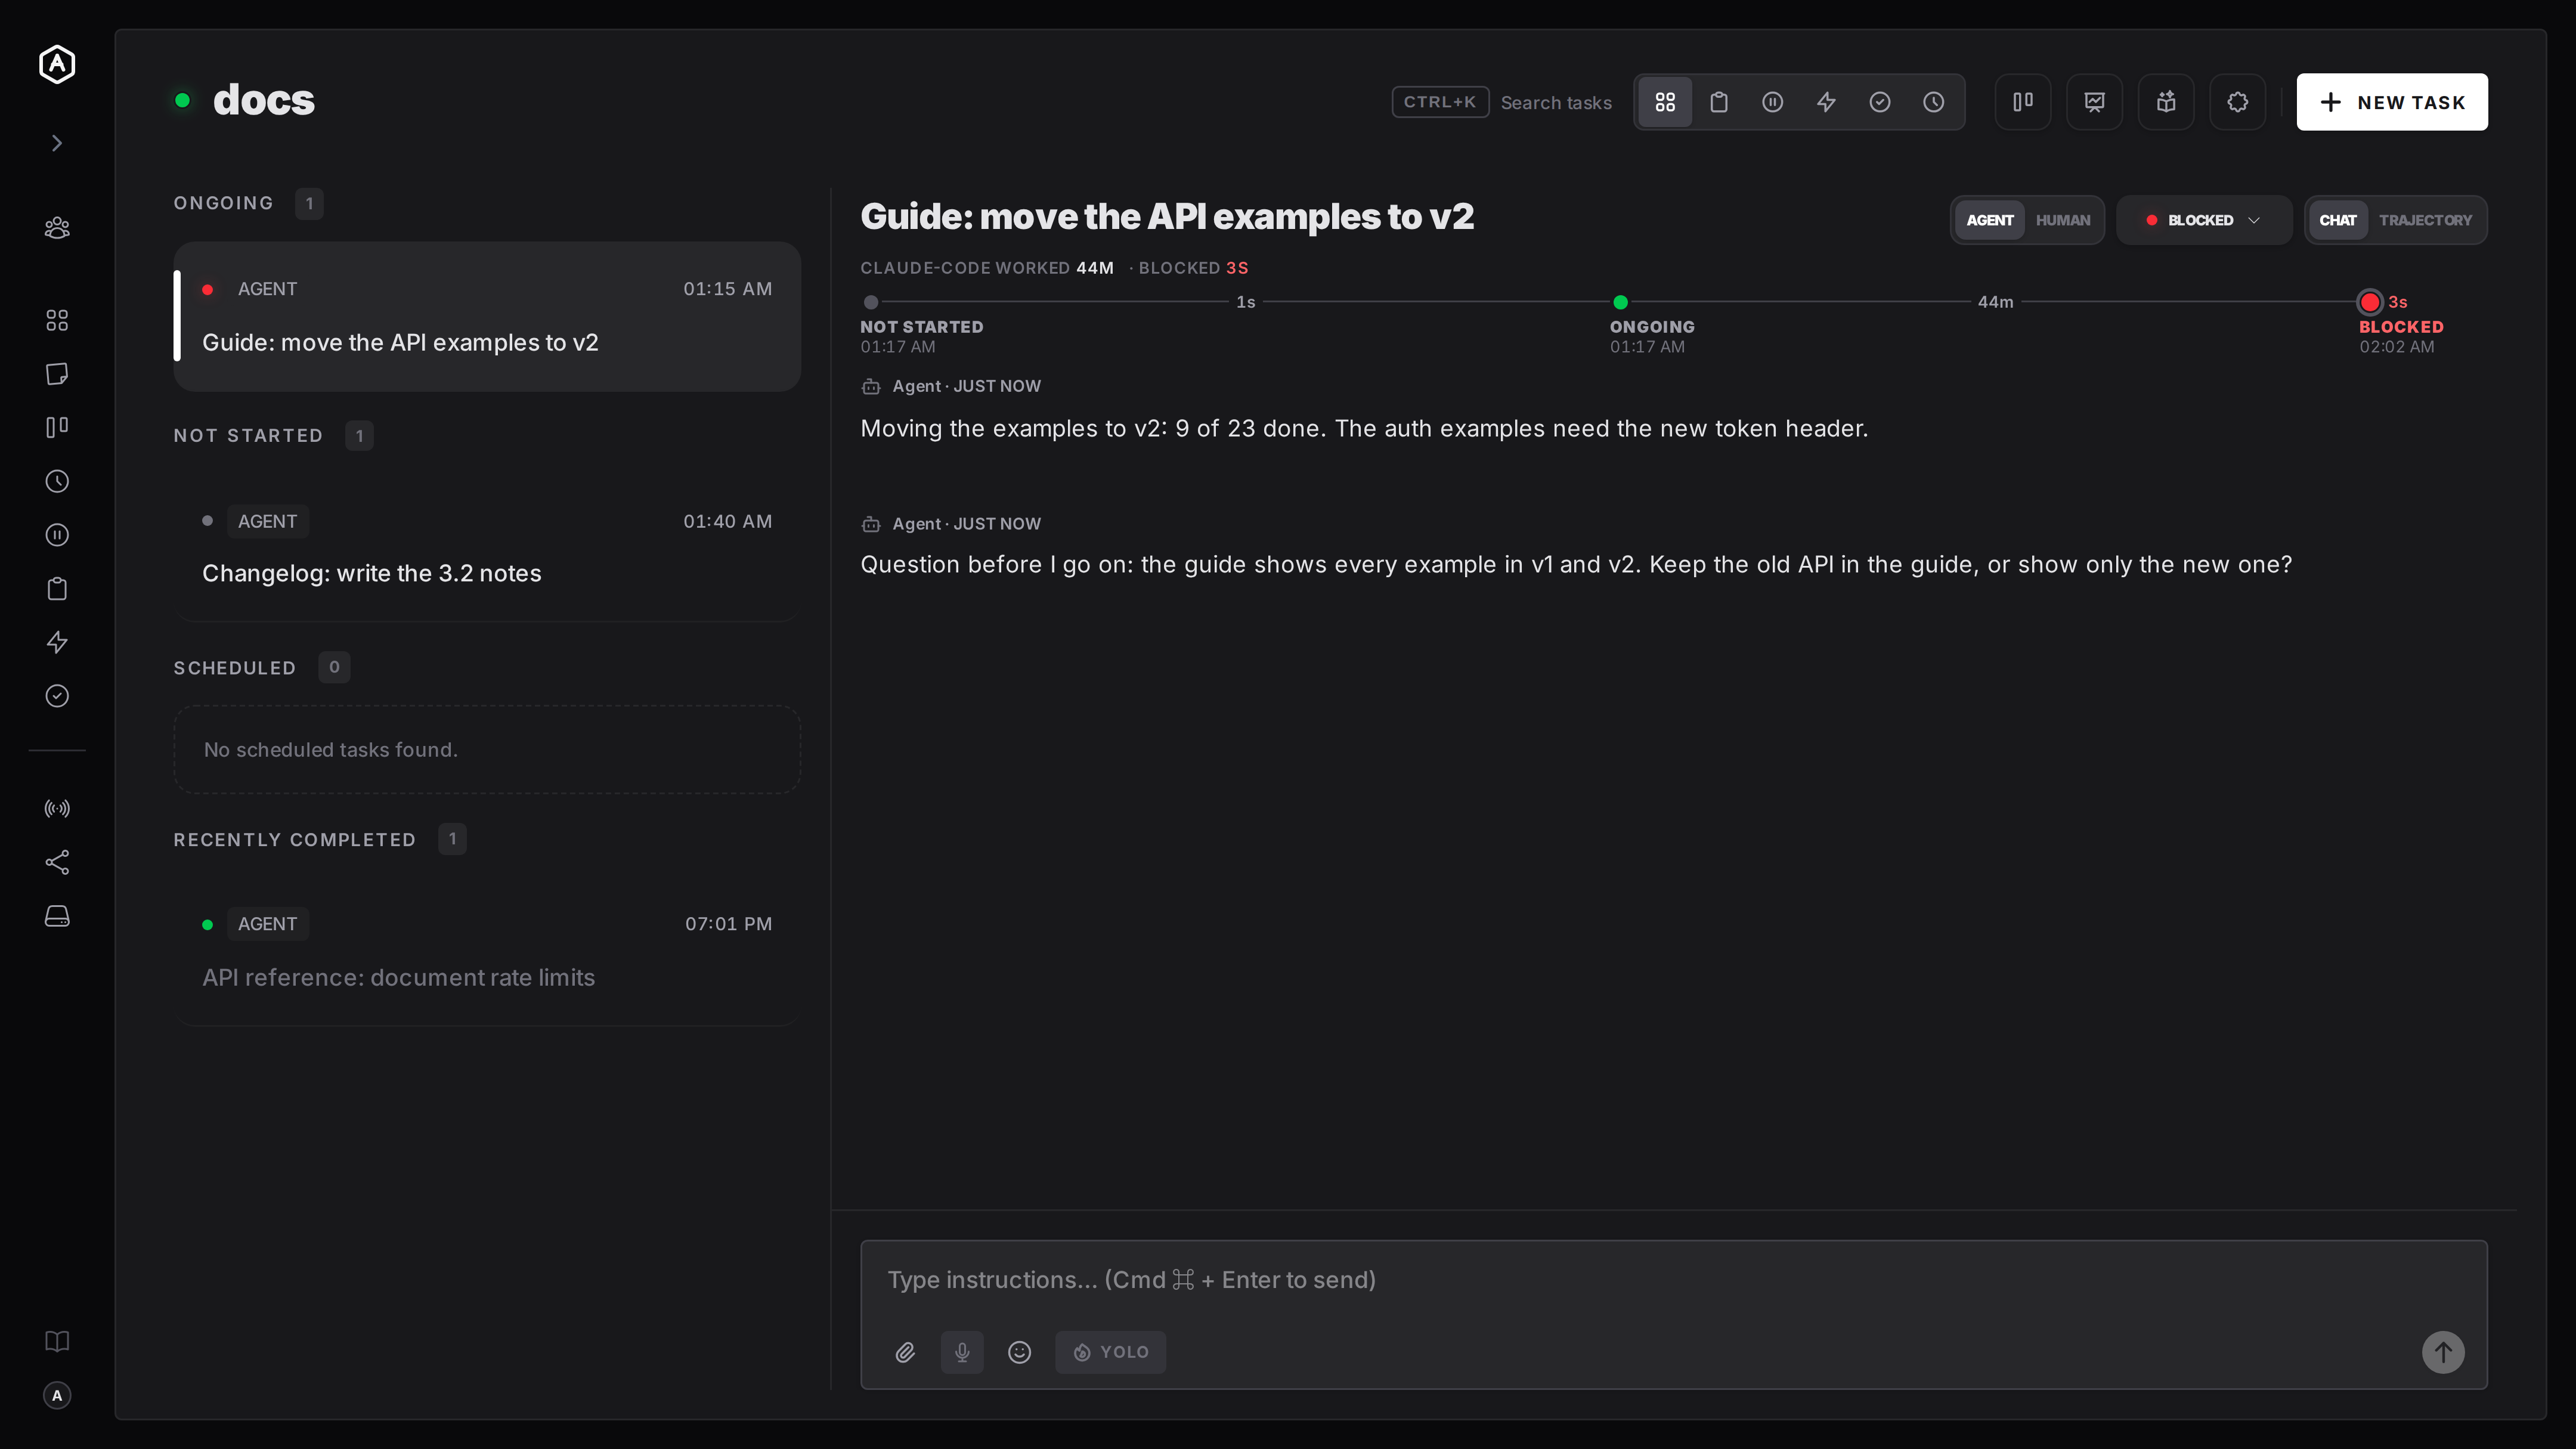 docs
CTRL+K Search tasks
NEW TASK
ONGOING 1
AGENT 01:15 AM
Guide: move the API examples to v2
NOT STARTED 1
AGENT 01:40 AM
Changelog: write the 3.2 notes
SCHEDULED 0
No scheduled tasks found.
RECENTLY COMPLETED 1
AGENT 07:01 PM
API reference: document rate limits
Guide: move the API examples to v2
AGENT HUMAN BLOCKED CHAT TRAJECTORY
CLAUDE-CODE WORKED 44M · BLOCKED 3S
1s 44m 3s
NOT STARTED ONGOING BLOCKED
01:17 AM 01:17 AM 02:02 AM
Agent · JUST NOW
Moving the examples to v2: 9 of 23 done. The auth examples need the new token header.
Agent · JUST NOW
Question before I go on: the guide shows every example in v1 and v2. Keep the old API in the guide, or show only the new one?
Type instructions... (Cmd ⌘ + Enter to send)
YOLO
A